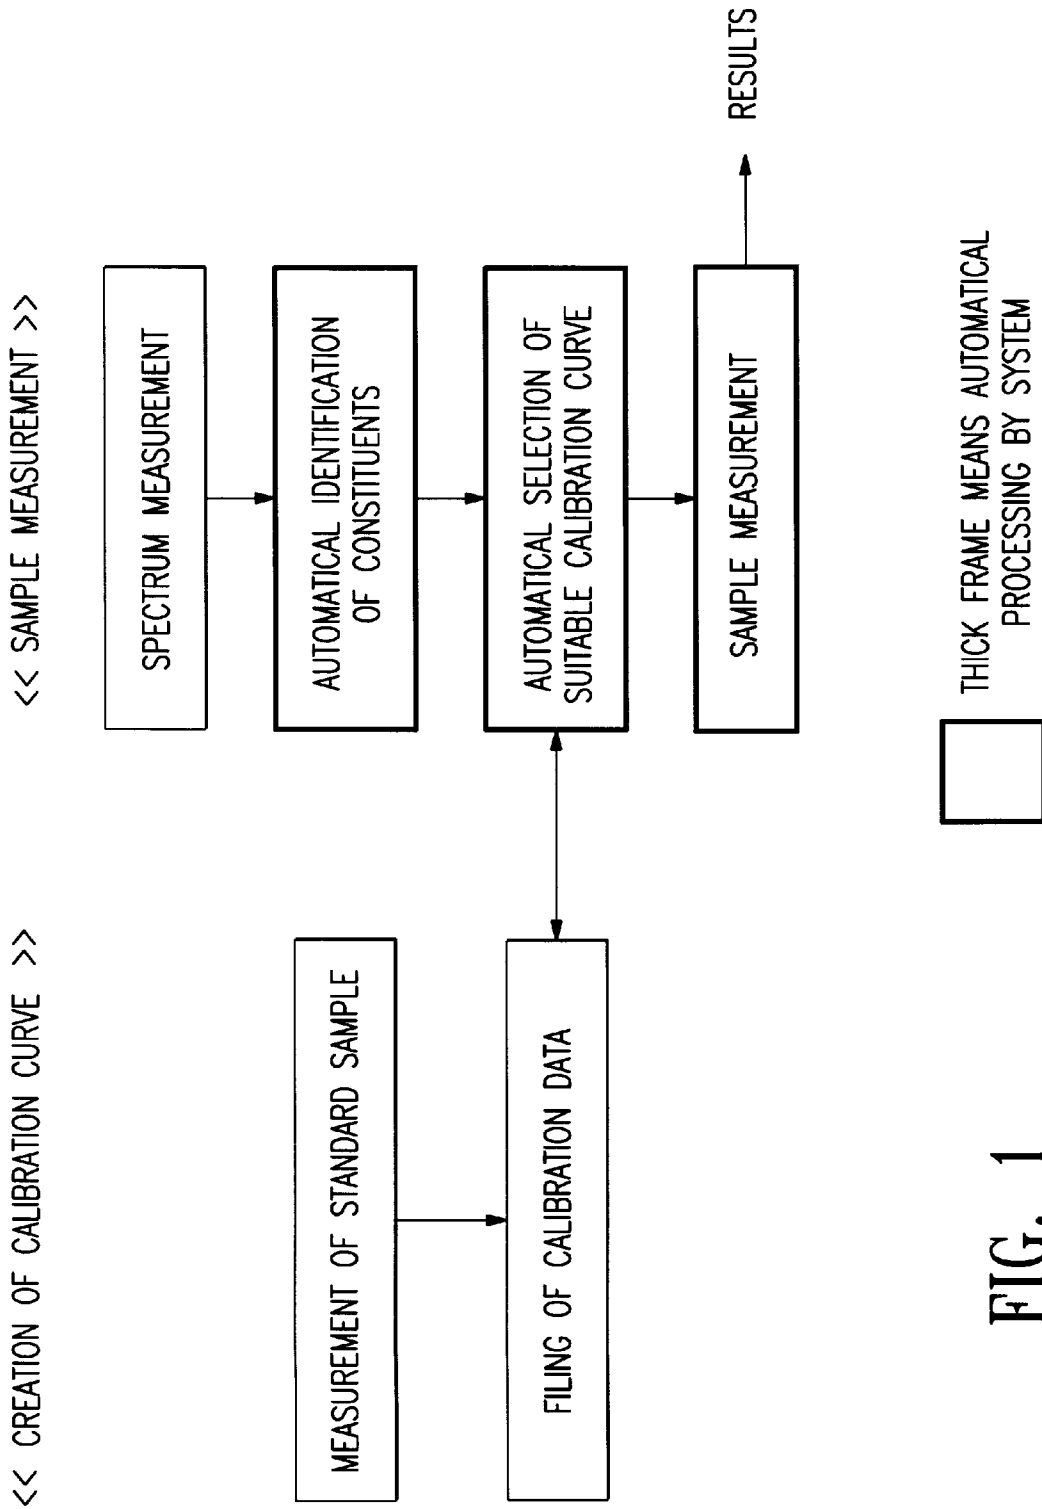 << CREATION OF CALIBRATION CURVE >>
MEASUREMENT OF STANDARD SAMPLE
FILING OF CALIBRATION DATA
<< SAMPLE MEASUREMENT >>
SPECTRUM MEASUREMENT
AUTOMATICAL IDENTIFICATION
OF CONSTITUENTS
AUTOMATICAL SELECTION OF
SUITABLE CALIBRATION CURVE
SAMPLE MEASUREMENT
RESULTS
THICK FRAME MEANS AUTOMATICAL
PROCESSING BY SYSTEM
FIG. 1